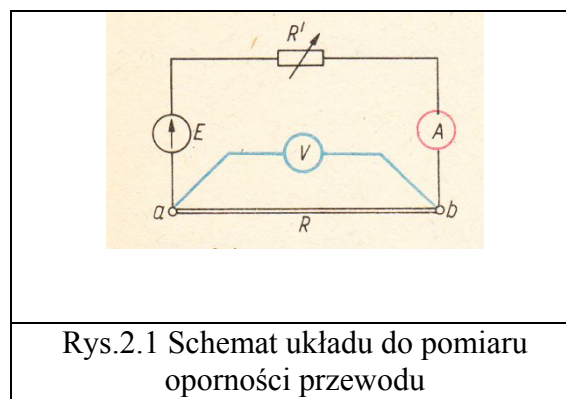 R'
E
V
A
a
b
R
Rys.2.1 Schemat układu do pomiaru
oporności przewodu